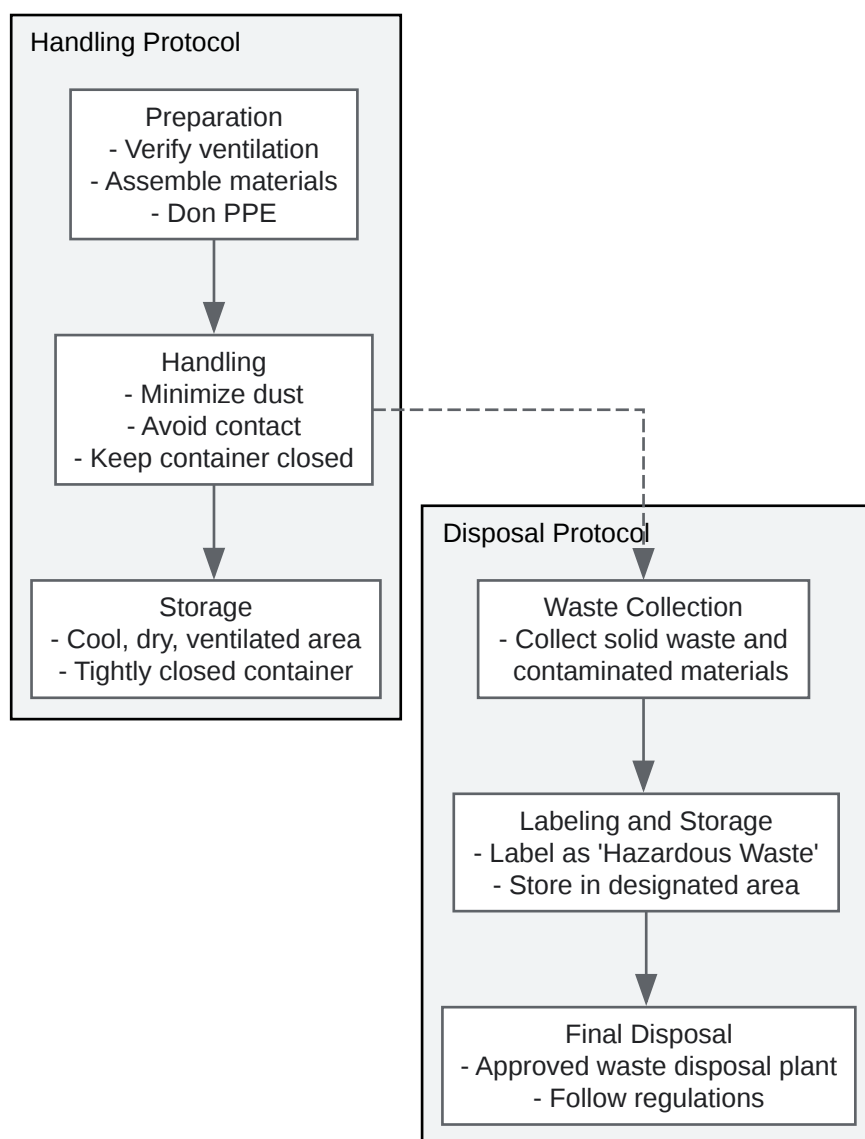 Handling Protocol
Preparation
- Verify ventilation
- Assemble materials
- Don PPE
Handling
- Minimize dust
- Avoid contact
- Keep container closed
Storage
- Cool, dry, ventilated area
- Tightly closed container
Disposal Protocol
Waste Collection
- Collect solid waste and
contaminated materials
Labeling and Storage
- Label as 'Hazardous Waste'
- Store in designated area
Final Disposal
- Approved waste disposal plant
- Follow regulations